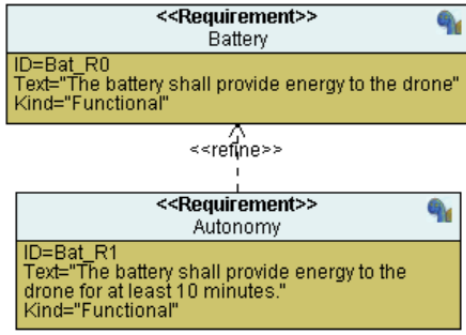 <<Requirement>>
Battery
ID=Bat_R0
Text="The battery shall provide energy to the drone"
Kind="Functional"
<<refine>>
<<Requirement>>
Autonomy
ID=Bat_R1
Text="The battery shall provide energy to the
drone for at least 10 minutes."
Kind="Functional"